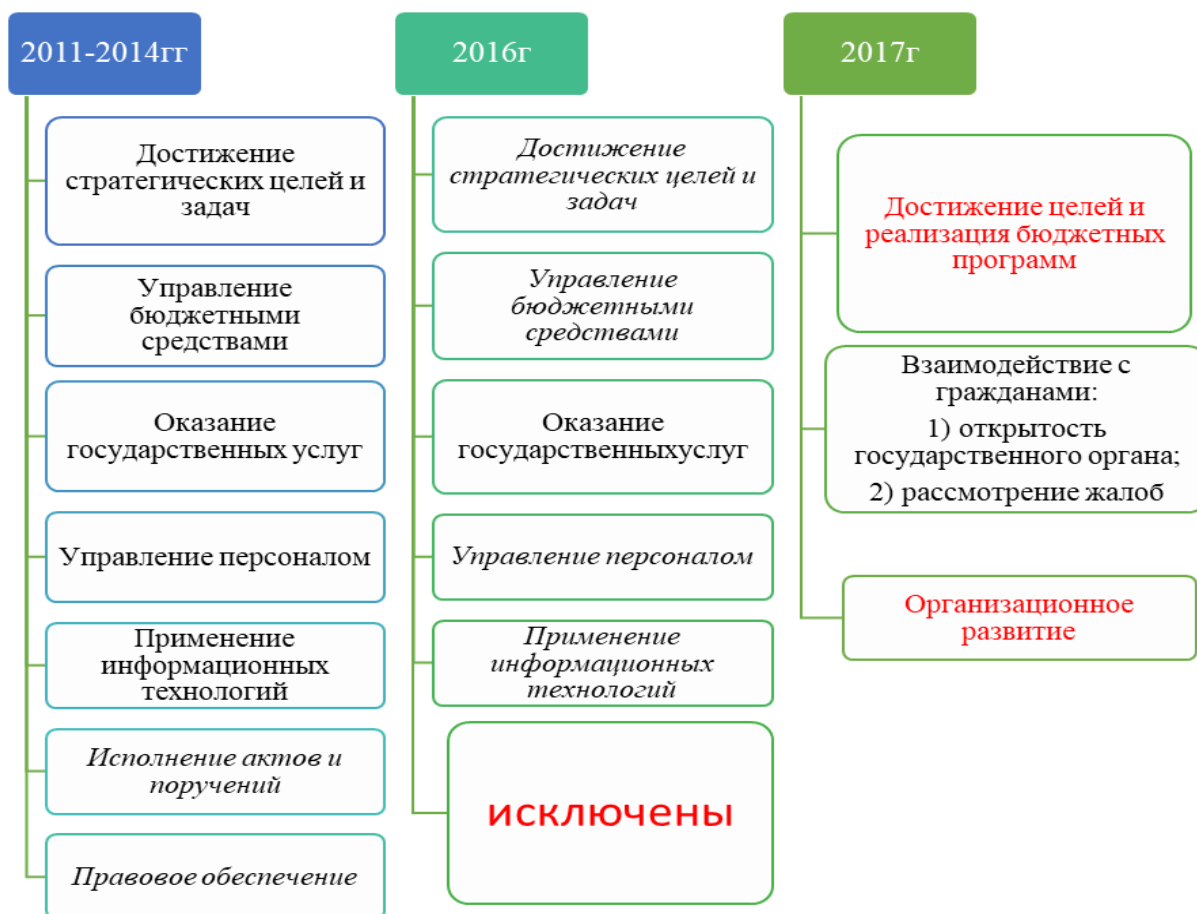 2011-2014гг
Достижение
стратегических целей и
задач
Управление
бюджетными
средствами
Оказание
государственных услуг
Управление персоналом
Применение
информационных
технологий
Исполнение актов и
поручений
Правовое обеспечение
2016г
Достижение
стратегических целей и
задач
Управление
бюджетными
средствами
Оказание
государственныхуслуг
Управление персоналом
Применение
информационных
технологий
исключены
2017г
Достижение целей и
реализация бюджетных
программ
Взаимодействие с
гражданами:
1) открытость
государственного органа;
2) рассмотрение жалоб
Организационное
развитие